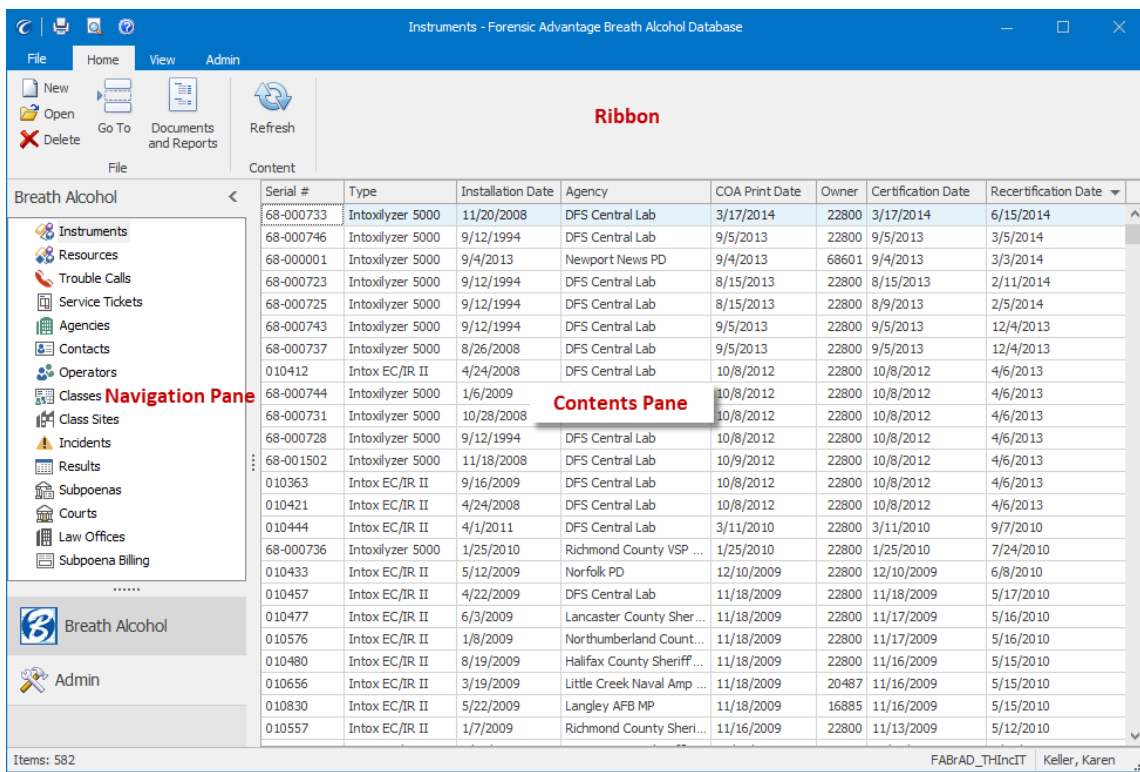 Instruments - Forensic Advantage Breath Alcohol Database
File Home View Admin
New
Open
Delete
Go To
Documents and Reports
Refresh
File
Content
Ribbon
Breath Alcohol
Instruments
Resources
Trouble Calls
Service Tickets
Agencies
Contacts
Operators
Classes
Class Sites
Incidents
Results
Subpoenas
Courts
Law Offices
Subpoena Billing
Navigation Pane
Breath Alcohol
Admin
Serial # Type Installation Date Agency COA Print Date Owner Certification Date Recertification Date
68-000733 Intoxilyzer 5000 11/20/2008 DFS Central Lab 3/17/2014 22800 3/17/2014 6/15/2014
68-000746 Intoxilyzer 5000 9/12/1994 DFS Central Lab 9/5/2013 22800 9/5/2013 3/5/2014
68-000001 Intoxilyzer 5000 9/4/2013 Newport News PD 9/4/2013 68601 9/4/2013 3/3/2014
68-000723 Intoxilyzer 5000 9/12/1994 DFS Central Lab 8/15/2013 22800 8/15/2013 2/11/2014
68-000725 Intoxilyzer 5000 9/12/1994 DFS Central Lab 8/15/2013 22800 8/9/2013 2/5/2014
68-000743 Intoxilyzer 5000 9/12/1994 DFS Central Lab 9/5/2013 22800 9/5/2013 12/4/2013
68-000737 Intoxilyzer 5000 8/26/2008 DFS Central Lab 9/5/2013 22800 9/5/2013 12/4/2013
010412 Intox EC/IR II 4/24/2008 DFS Central Lab 10/8/2012 22800 10/8/2012 4/6/2013
68-000744 Intoxilyzer 5000 1/6/2009 10/8/2012 22800 10/8/2012 4/6/2013
Contents Pane
68-000731 Intoxilyzer 5000 10/28/2008 10/8/2012 22800 10/8/2012 4/6/2013
68-000728 Intoxilyzer 5000 9/12/1994 DFS Central Lab 10/8/2012 22800 10/8/2012 4/6/2013
68-001502 Intoxilyzer 5000 11/18/2008 DFS Central Lab 10/9/2012 22800 10/8/2012 4/6/2013
010363 Intox EC/IR II 9/16/2009 DFS Central Lab 10/8/2012 22800 10/8/2012 4/6/2013
010421 Intox EC/IR II 4/24/2008 DFS Central Lab 10/8/2012 22800 10/8/2012 4/6/2013
010444 Intox EC/IR II 4/1/2011 DFS Central Lab 3/11/2010 22800 3/11/2010 9/7/2010
68-000736 Intoxilyzer 5000 1/25/2010 Richmond County VSP ... 1/25/2010 22800 1/25/2010 7/24/2010
010433 Intox EC/IR II 5/12/2009 Norfolk PD 12/10/2009 22800 12/10/2009 6/8/2010
010457 Intox EC/IR II 4/22/2009 DFS Central Lab 11/18/2009 22800 11/18/2009 5/17/2010
010477 Intox EC/IR II 6/3/2009 Lancaster County Sher... 11/18/2009 22800 11/17/2009 5/16/2010
010576 Intox EC/IR II 1/8/2009 Northumberland Count... 11/18/2009 22800 11/17/2009 5/16/2010
010480 Intox EC/IR II 8/19/2009 Halifax County Sheriff'... 11/18/2009 22800 11/16/2009 5/15/2010
010656 Intox EC/IR II 3/19/2009 Little Creek Naval Amp ... 11/18/2009 20487 11/16/2009 5/15/2010
010830 Intox EC/IR II 5/22/2009 Langley AFB MP 11/18/2009 16885 11/16/2009 5/15/2010
010557 Intox EC/IR II 1/7/2009 Richmond County Sheri... 11/16/2009 22800 11/13/2009 5/12/2010
Items: 582
FABrAD_THIncIT
Keller, Karen